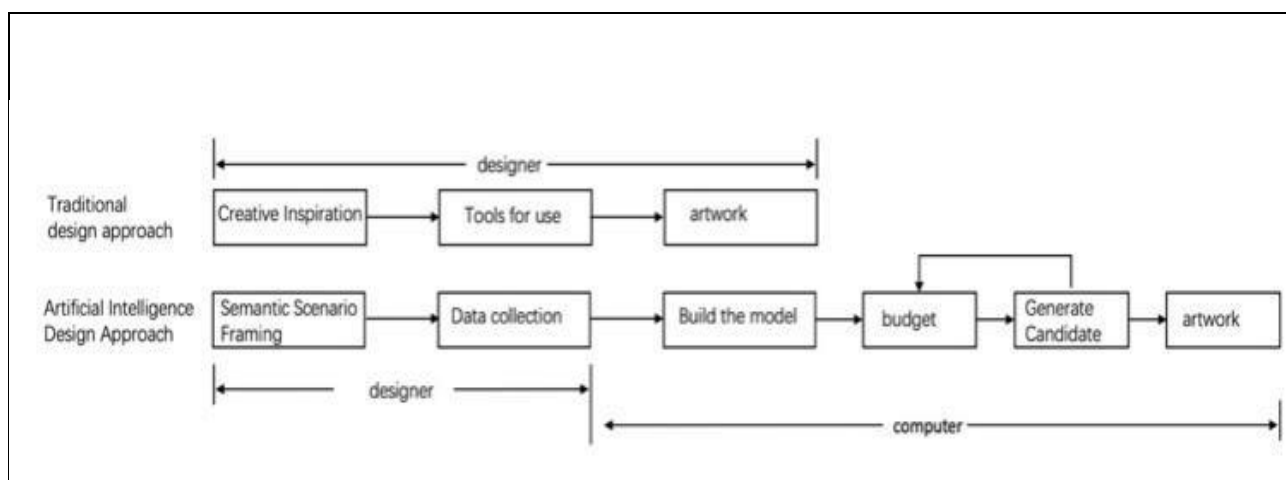 designer
Traditional
design approach
Creative Inspiration
Tools for use
artwork
Artificial Intelligence
Design Approach
Semantic Scenario
Framing
Data collection
Build the model
budget
Generate
Candidate
artwork
designer
computer